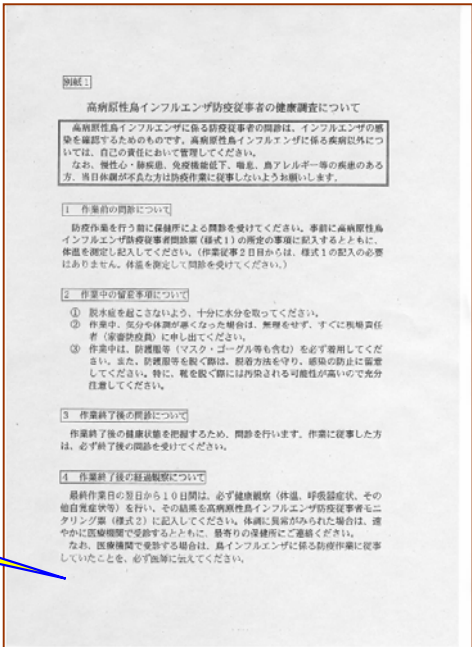 別紙1
高病原性鳥インフルエンザ防疫従事者の健康調査について
高病原性鳥インフルエンザに係る防疫従事者の問診は、インフルエンザの感
染を確認するためのものです。高病原性鳥インフルエンザに係る疾病以外につ
いては、自己の責任において管理してください。
なお、慢性心・肺疾患、免疫機能低下、喘息、鳥アレルギー等の疾患のある
方、当日体調が不良な方は防疫作業に従事しないようお願いします。
1 作業前の問診について
防疫作業を行う前に保健所による問診を受けてください。事前に高病原性鳥
インフルエンザ防疫従事者問診票(様式1)の所定の事項に記入するとともに、
体温を測定し記入してください。(作業従事2日目からは、様式1の記入の必要
はありません。体温を測定して問診を受けてください。)
2 作業中の留意事項について
① 脱水症を起こさないよう、十分に水分を取ってください。
② 作業中、気分や体調が悪くなった場合は、無理をせず、すぐに現場責任
者(家畜防疫員)に申し出てください。
③ 作業中は、防護服等(マスク・ゴーグル等も含む)を必ず着用してくだ
さい。また、防護服等を脱ぐ際は、脱着方法を守り、感染の防止に留意
してください。特に、靴を脱ぐ際には汚染される可能性が高いので充分
注意してください。
3 作業終了後の問診について
作業終了後の健康状態を把握するため、問診を行います。作業に従事した方
は、必ず終了後の問診を受けてください。
4 作業終了後の経過観察について
最終作業日の翌日から10日間は、必ず健康観察(体温、呼吸器症状、その
他自覚症状等)を行い、その結果を高病原性鳥インフルエンザ防疫従事者モニ
タリング票(様式2)に記入してください。体調に異常がみられた場合は、速
やかに医療機関で受診するとともに、最寄りの保健所にご連絡ください。
なお、医療機関で受診する場合は、鳥インフルエンザに係る防疫作業に従事
していたことを、必ず医師に伝えてください。